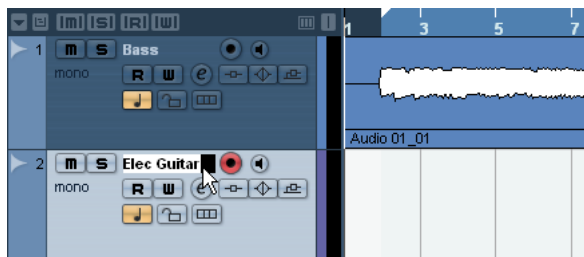 M S R W 1 3 5 7
1 m S Bass
mono R W e
Audio 01_01
2 m S Elec Guitar
mono R W e